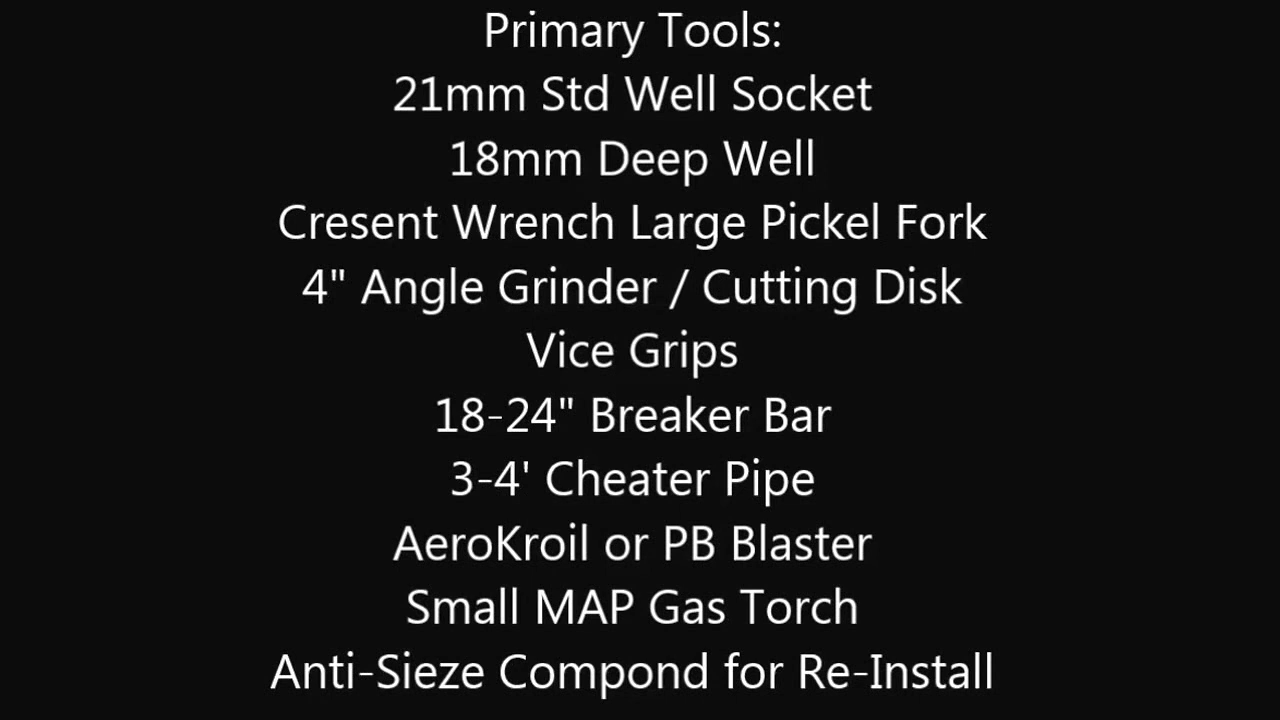 Primary Tools:
21mm Std Well Socket
18mm Deep Well
Cresent Wrench Large Pickel Fork
4" Angle Grinder / Cutting Disk
Vice Grips
18-24" Breaker Bar
3-4' Cheater Pipe
AeroKroil or PB Blaster
Small MAP Gas Torch
Anti-Sieze Compond for Re-Install